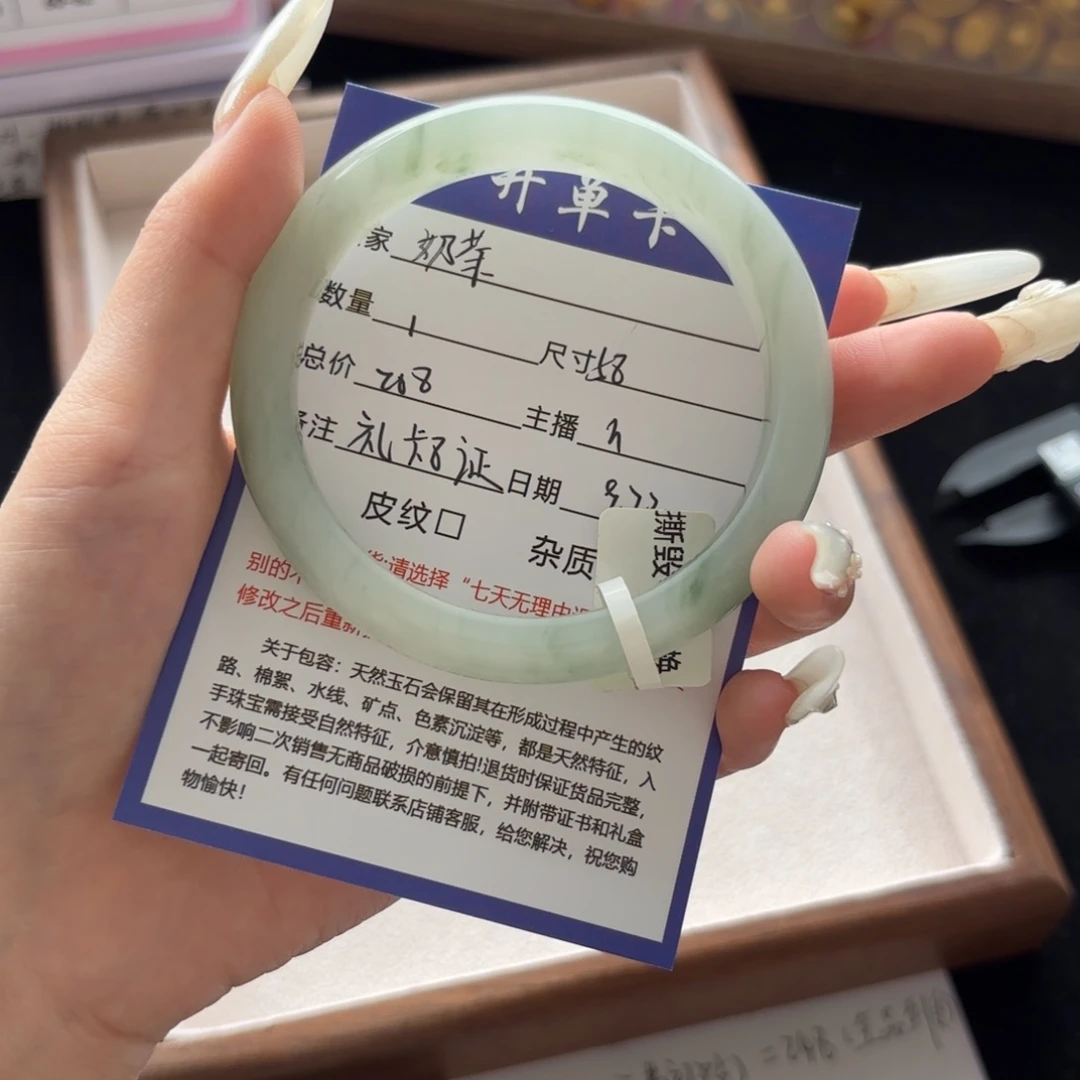 开单卡
家 奶茶
数量 1 尺寸 58
总价 208 主播 h
注 礼 证 日期
皮纹口 杂质
撕毁
别的 请选择“七天无理由
修改之后重新
关于包容：天然玉石会保留其在形成过程中产生的纹
路、棉絮、水线、矿点、色素沉淀等，都是天然特征，入
手珠宝需接受自然特征，介意慎拍!退货时保证货品完整，
不影响二次销售无商品破损的前提下，并附带证书和礼盒
一起寄回。有任何问题联系店铺客服，给您解决，祝您购
物愉快!